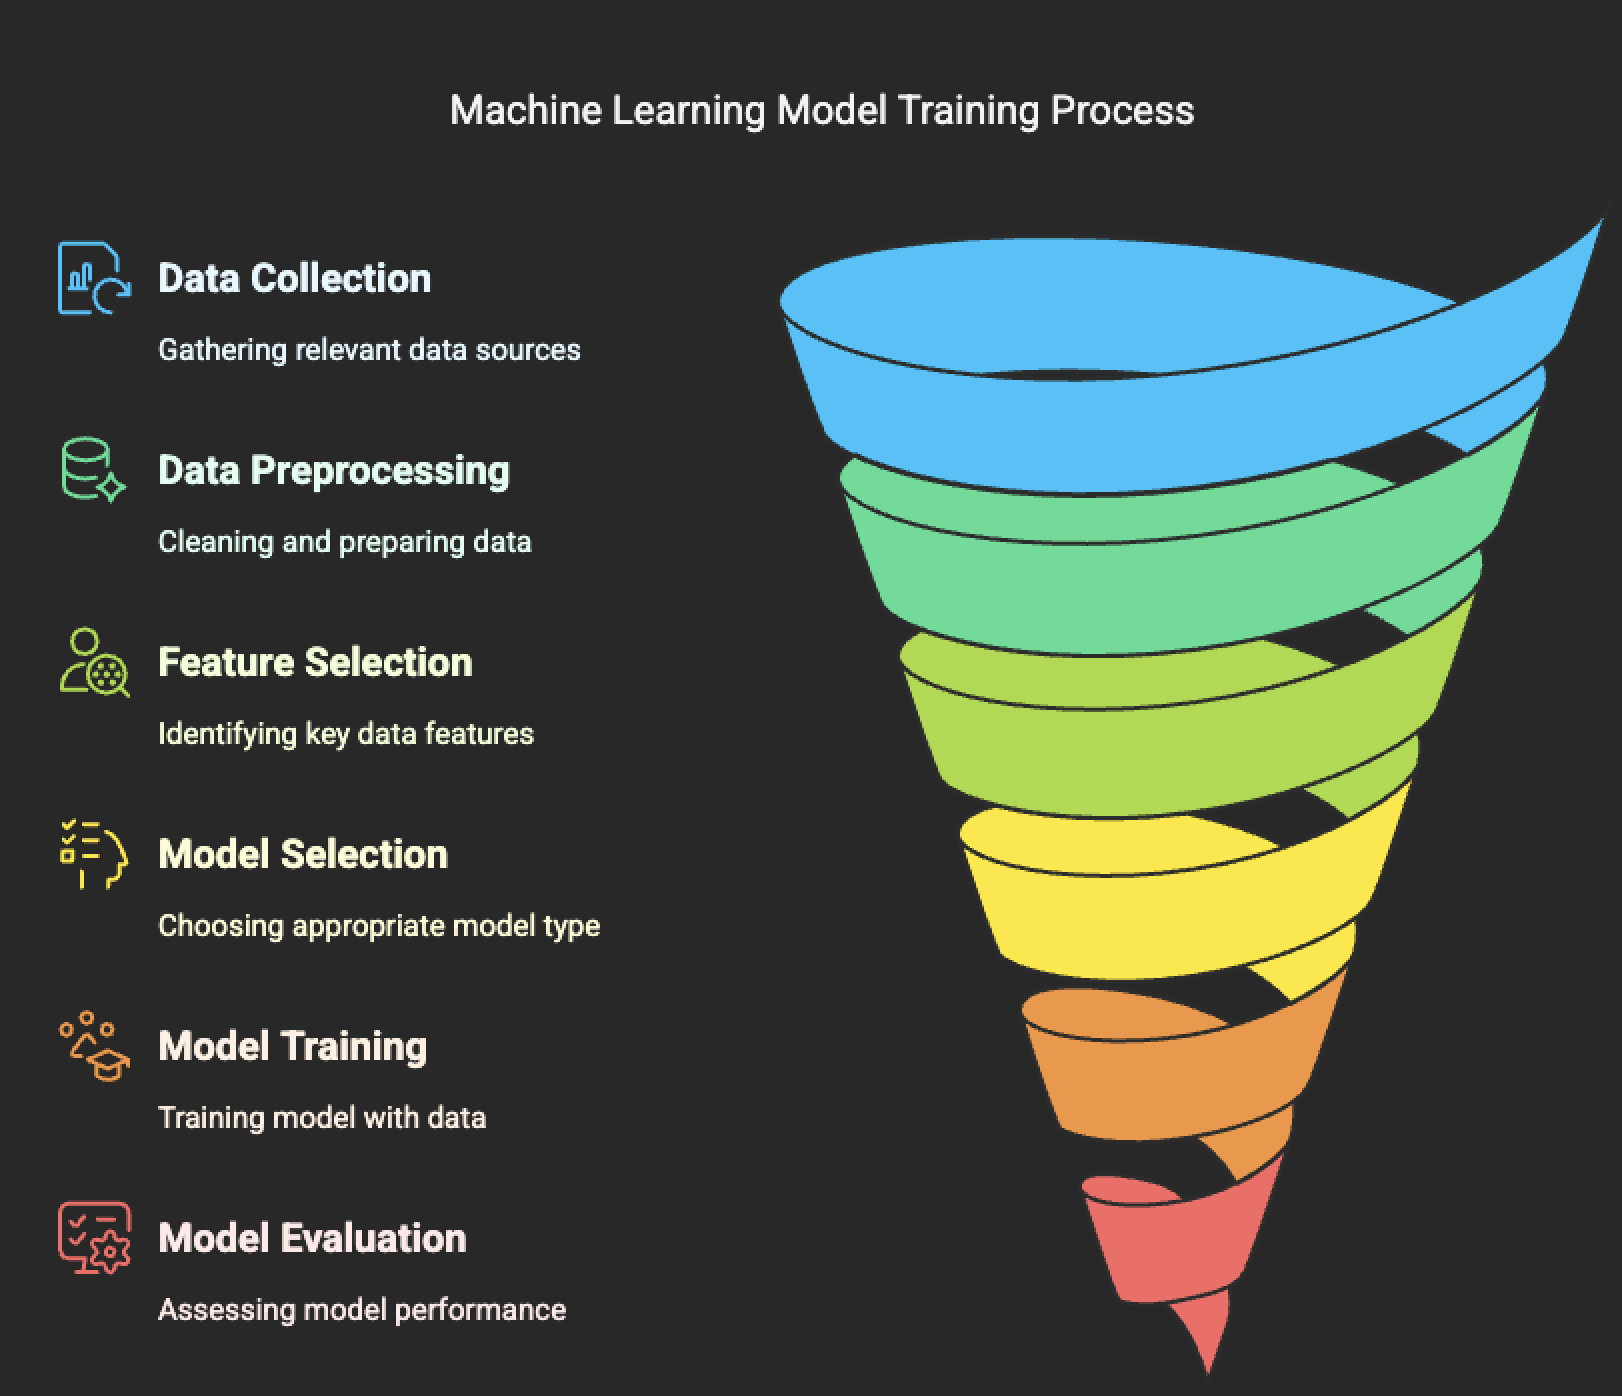 Machine Learning Model Training Process
Data Collection
Gathering relevant data sources
Data Preprocessing
Cleaning and preparing data
Feature Selection
Identifying key data features
Model Selection
Choosing appropriate model type
Model Training
Training model with data
Model Evaluation
Assessing model performance